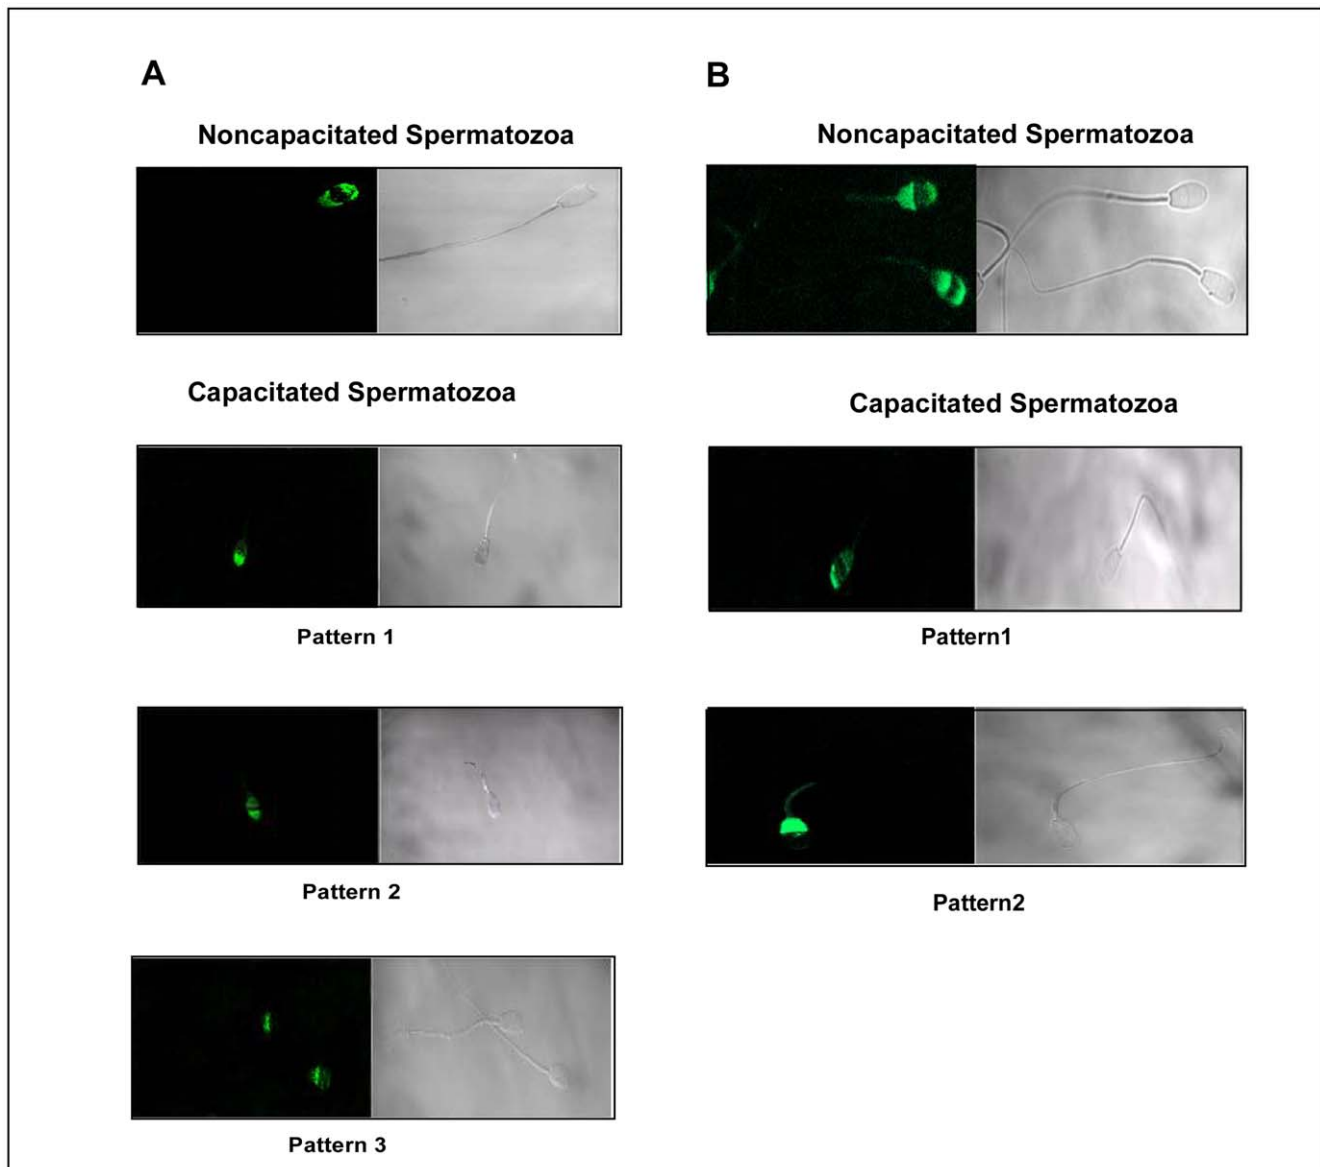 A
Noncapacitated Spermatozoa
Capacitated Spermatozoa
Pattern 1
Pattern 2
Pattern 3
B
Noncapacitated Spermatozoa
Capacitated Spermatozoa
Pattern1
Pattern2